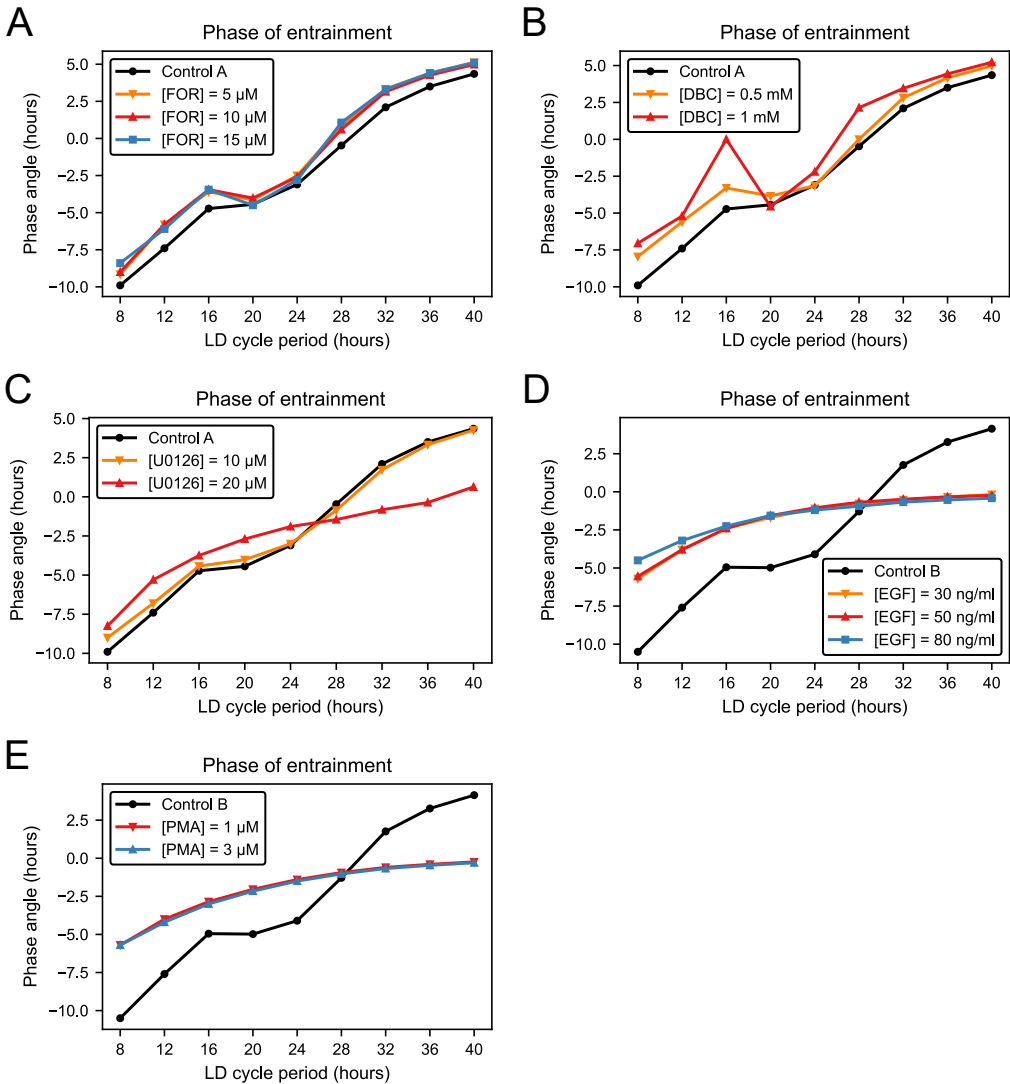 A
Phase of entrainment
Control A
[FOR] = 5 µM
[FOR] = 10 µM
[FOR] = 15 µM
5.0
2.5
0.0
−2.5
−5.0
−7.5
−10.0
Phase angle (hours)
8 12 16 20 24 28 32 36 40
LD cycle period (hours)
B
Phase of entrainment
Control A
[DBC] = 0.5 mM
[DBC] = 1 mM
5.0
2.5
0.0
−2.5
−5.0
−7.5
−10.0
Phase angle (hours)
8 12 16 20 24 28 32 36 40
LD cycle period (hours)
C
Phase of entrainment
Control A
[U0126] = 10 µM
[U0126] = 20 µM
5.0
2.5
0.0
−2.5
−5.0
−7.5
−10.0
Phase angle (hours)
8 12 16 20 24 28 32 36 40
LD cycle period (hours)
D
Phase of entrainment
2.5
0.0
−2.5
−5.0
−7.5
−10.0
Phase angle (hours)
Control B
[EGF] = 30 ng/ml
[EGF] = 50 ng/ml
[EGF] = 80 ng/ml
8 12 16 20 24 28 32 36 40
LD cycle period (hours)
E
Phase of entrainment
Control B
[PMA] = 1 µM
[PMA] = 3 µM
2.5
0.0
−2.5
−5.0
−7.5
−10.0
Phase angle (hours)
8 12 16 20 24 28 32 36 40
LD cycle period (hours)